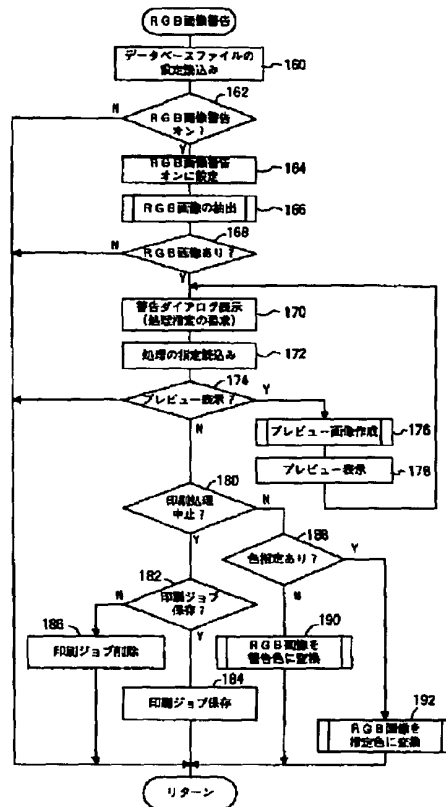 RGB画像警告
データベースファイルの
設定読込み
160
162
N
RGB画像警告
オン？
Y
RGB画像警告
オンに設定
164
RGB画像の抽出
166
168
N
RGB画像あり？
Y
警告ダイアログ表示
(処理指定の要求)
170
処理の指定読込み
172
174
プレビュー表示？
Y
N
プレビュー画像作成
176
プレビュー表示
178
180
印刷処理
中止？
N
Y
188
色指定あり？
Y
N
182
印刷ジョブ
保存？
N
Y
186
印刷ジョブ削除
190
RGB画像を
警告色に変換
184
印刷ジョブ保存
192
RGB画像を
指定色に変換
リターン